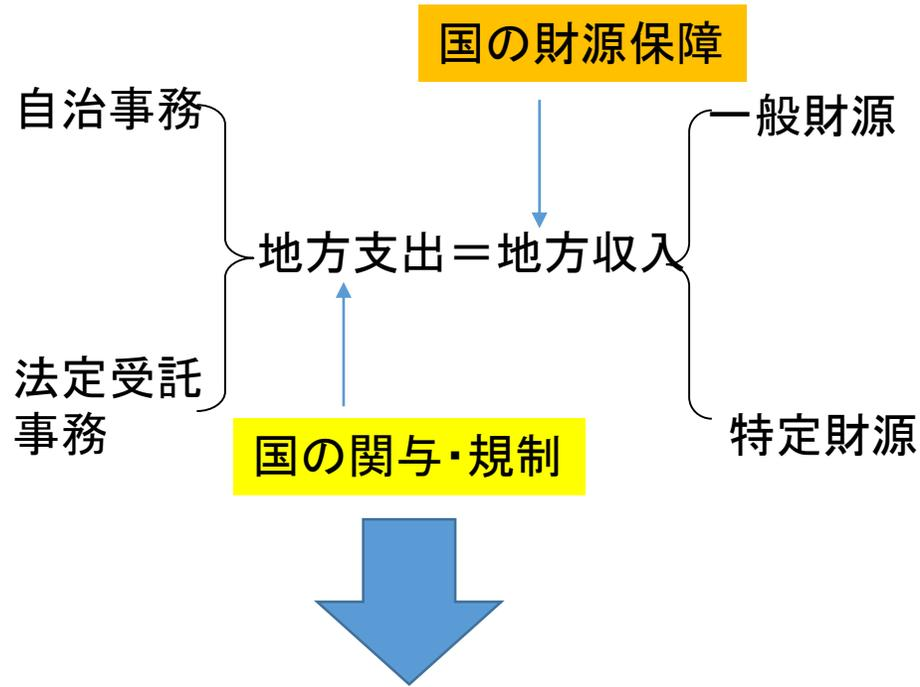 国の財源保障
自治事務
一般財源
地方支出＝地方収入
法定受託
事務
特定財源
国の関与・規制